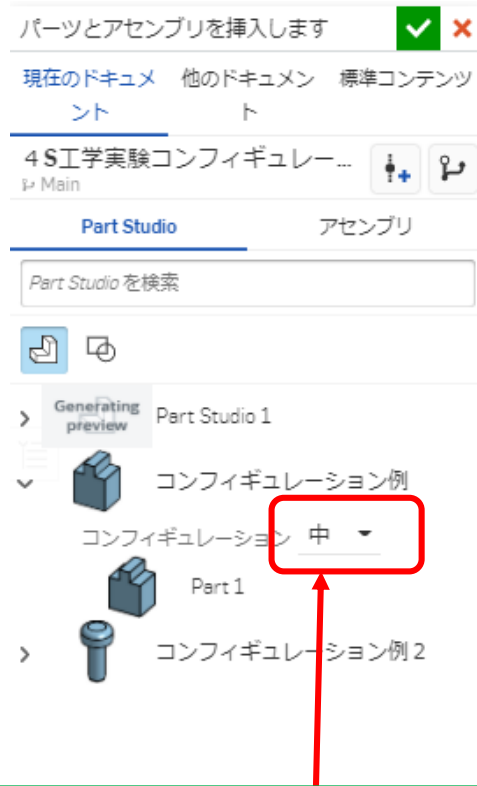 パーツとアセンブリを挿入します
現在のドキュメ 他のドキュメン 標準コンテンツ
ント ト
4 S工学実験コンフィギュレー...
Main
Part Studio アセンブリ
Part Studio を検索
Generating
preview
Part Studio 1
コンフィギュレーション例
コンフィギュレーション 中
Part 1
コンフィギュレーション例 2